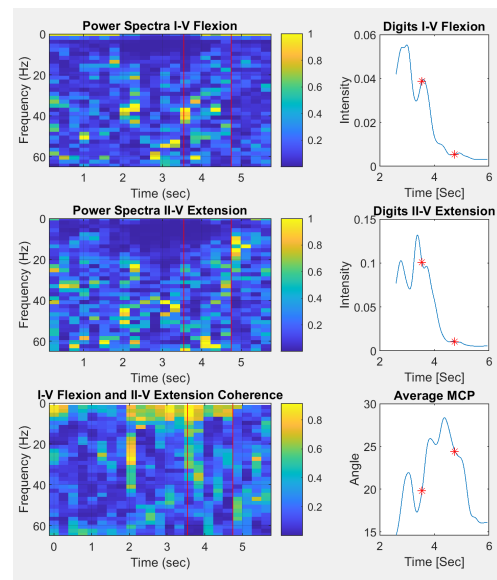 Power Spectra I-V Flexion
Frequency (Hz)
0
20
40
60
1 2 3 4 5
Time (sec)
1
0.8
0.6
0.4
0.2
Digits I-V Flexion
Intensity
0.06
0.04
0.02
0
2 4 6
Time [Sec]
Power Spectra II-V Extension
Frequency (Hz)
0
20
40
60
1 2 3 4 5
Time (sec)
1
0.8
0.6
0.4
0.2
Digits II-V Extension
Intensity
0.15
0.1
0.05
0
2 4 6
Time [Sec]
I-V Flexion and II-V Extension Coherence
Frequency (Hz)
0
20
40
60
0 1 2 3 4 5
Time (sec)
0.8
0.6
0.4
0.2
Average MCP
Angle
30
25
20
15
2 4 6
Time [Sec]